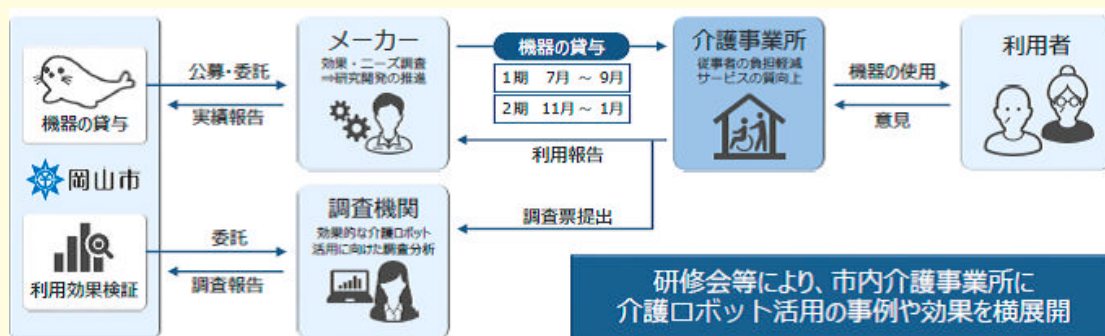 公募・委託
実績報告
機器の貸与
岡山市
利用効果検証
委託
調査報告
メーカー
効果・ニーズ調査
⇒研究開発の推進
調査機関
効果的な介護ロボット
活用に向けた調査分析
機器の貸与
1期 7月 ～ 9月
2期 11月 ～ 1月
利用報告
調査票提出
介護事業所
従事者の負担軽減
サービスの質向上
機器の使用
意見
利用者
研修会等により、市内介護事業所に
介護ロボット活用の事例や効果を横展開